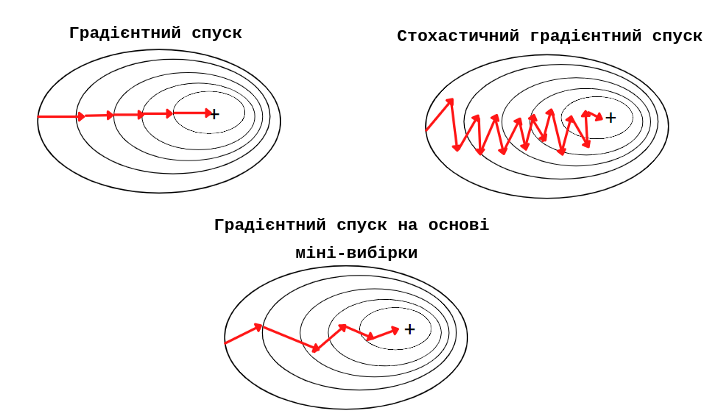 Градієнтний спуск
Стохастичний градієнтний спуск
Градієнтний спуск на основі
міні-вибірки